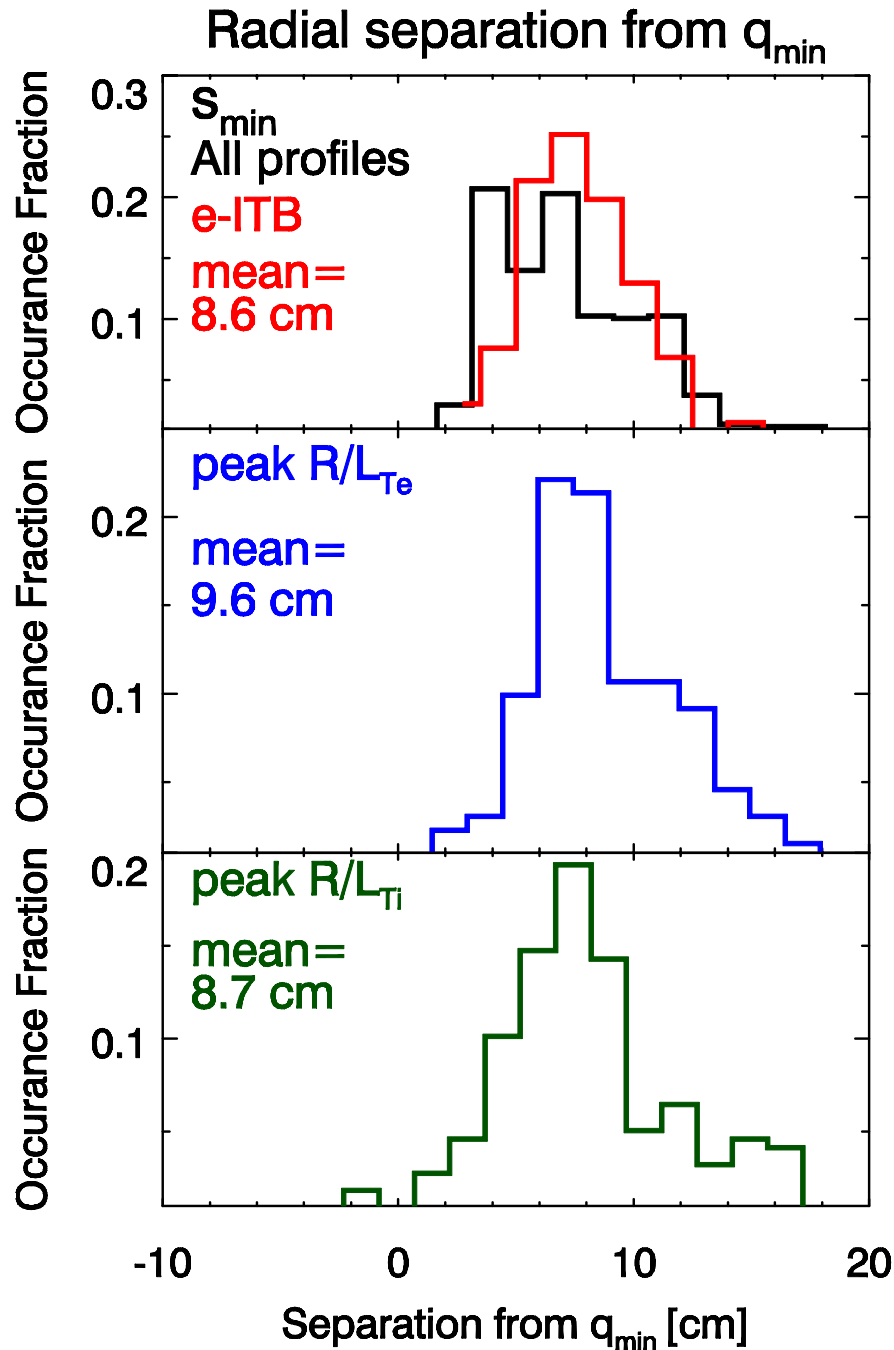 Radial separation from qmin
Occurance Fraction
0.3
0.2
0.1
smin
All profiles
e-ITB
mean=
8.6 cm
Occurance Fraction
0.2
0.1
peak R/LTe
mean=
9.6 cm
Occurance Fraction
0.2
0.1
peak R/LTi
mean=
8.7 cm
-10 0 10 20
Separation from qmin [cm]